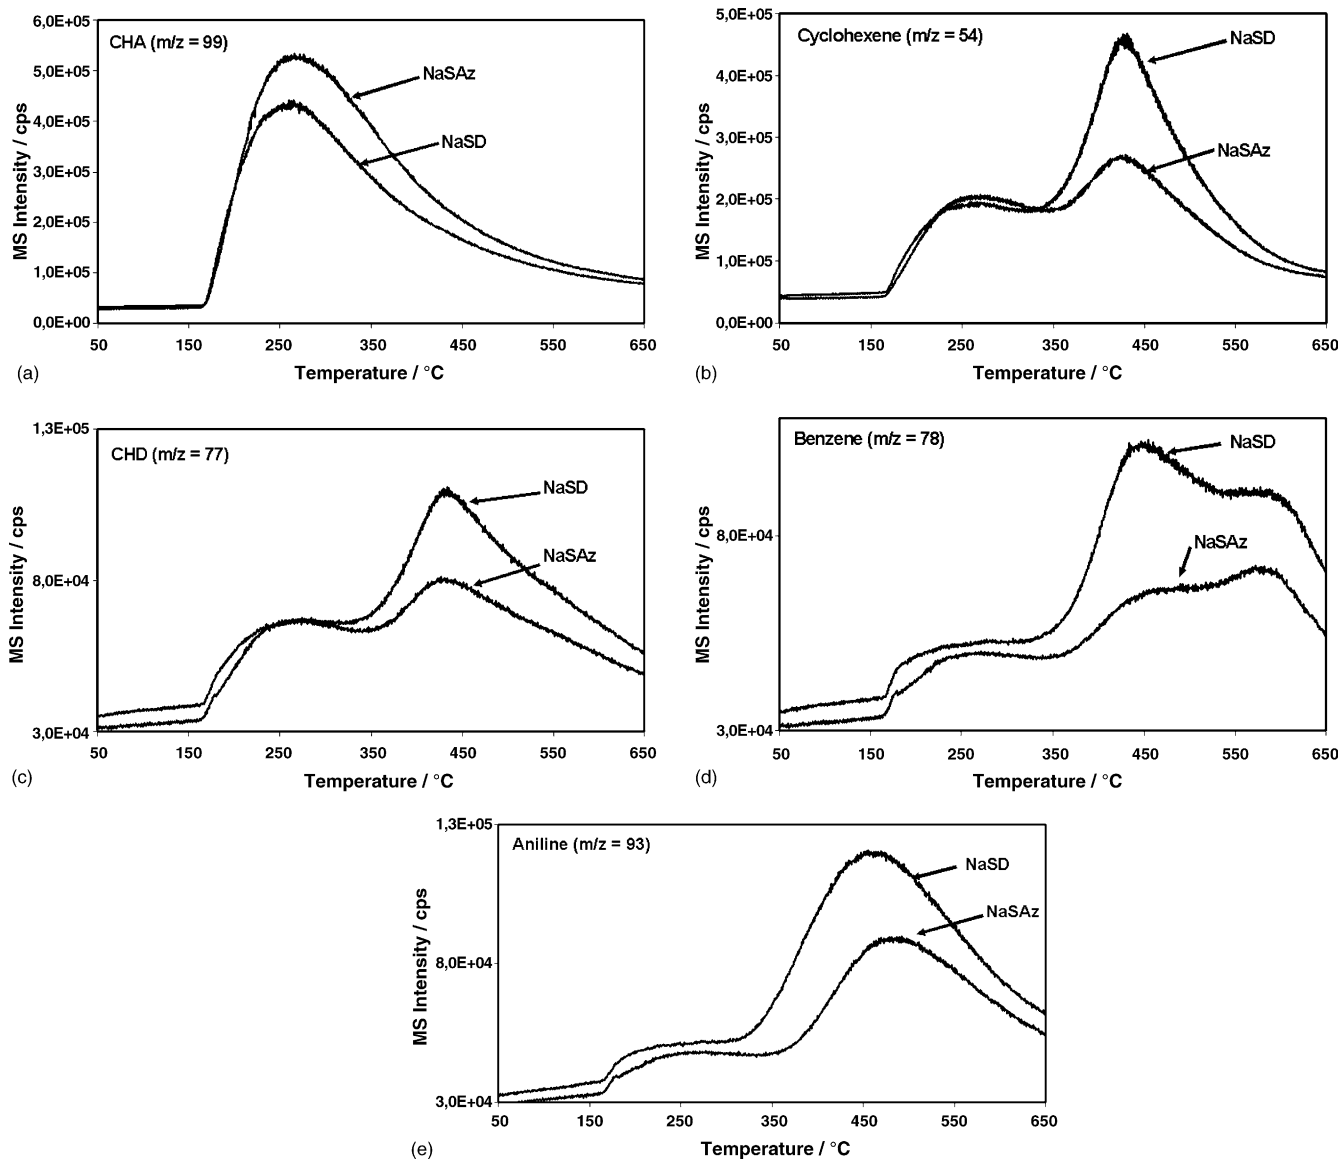 6,0E+05
5,0E+05
4,0E+05
3,0E+05
2,0E+05
1,0E+05
0,0E+00
MS Intensity / cps
CHA (m/z = 99)
NaSAz
NaSD
50 150 250 350 450 550 650
Temperature / °C
(a)
5,0E+05
4,0E+05
3,0E+05
2,0E+05
1,0E+05
0,0E+00
MS Intensity / cps
Cyclohexene (m/z = 54)
NaSD
NaSAz
50 150 250 350 450 550 650
Temperature / °C
(b)
1,3E+05
8,0E+04
3,0E+04
MS Intensity / cps
CHD (m/z = 77)
NaSD
NaSAz
50 150 250 350 450 550 650
Temperature / °C
(c)
8,0E+04
3,0E+04
MS Intensity / cps
Benzene (m/z = 78)
NaSD
NaSAz
50 150 250 350 450 550 650
Temperature / °C
(d)
1,3E+05
8,0E+04
3,0E+04
MS Intensity / cps
Aniline (m/z = 93)
NaSD
NaSAz
50 150 250 350 450 550 650
Temperature / °C
(e)